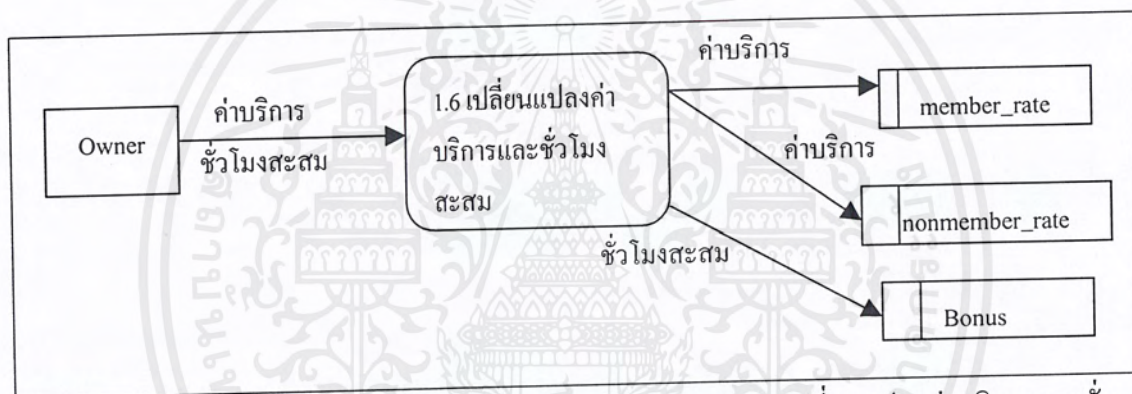 Owner
ค่าบริการ
ชั่วโมงสะสม
1.6 เปลี่ยนแปลงค่า
บริการและชั่วโมง
สะสม
ค่าบริการ
member_rate
ค่าบริการ
nonmember_rate
ชั่วโมงสะสม
Bonus